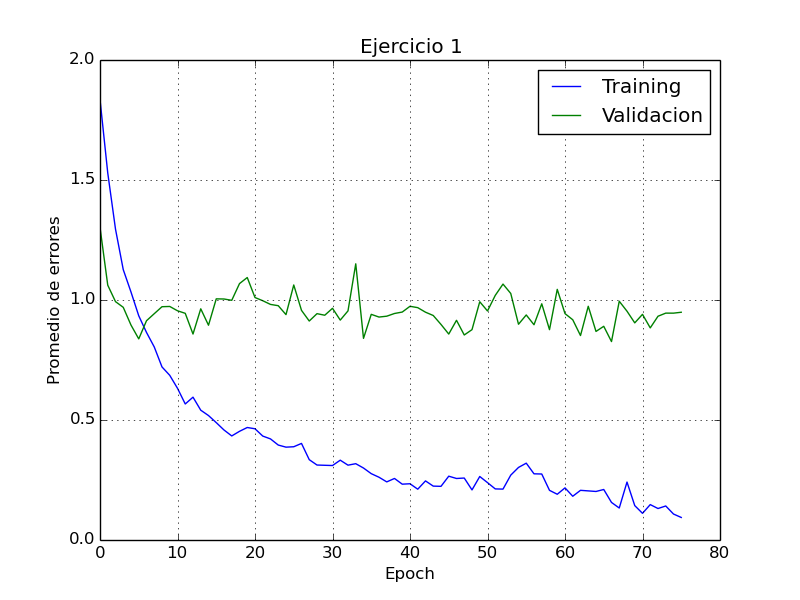 Ejercicio 1
Training
Validacion
Promedio de errores
2.0
1.5
1.0
0.5
0.0
0 10 20 30 40 50 60 70 80
Epoch